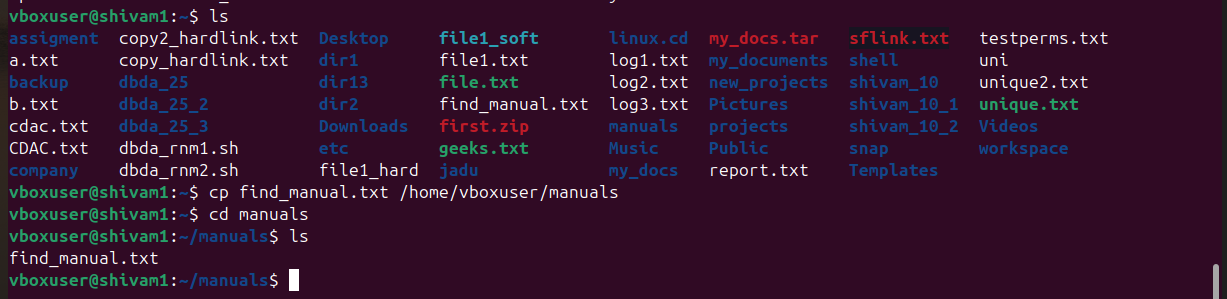 vboxuser@shivam1:~$ ls
assigment copy2_hardlink.txt Desktop file1_soft linux.cd my_docs.tar sflink.txt testperms.txt
a.txt copy_hardlink.txt dir1 file1.txt log1.txt my_documents shell uni
backup dbda_25 dir13 file.txt log2.txt new_projects shivam_10 unique2.txt
b.txt dbda_25_2 dir2 find_manual.txt log3.txt Pictures shivam_10_1 unique.txt
cdac.txt dbda_25_3 Downloads first.zip manuals projects shivam_10_2 Videos
CDAC.txt dbda_rnm1.sh etc geeks.txt Music Public snap workspace
company dbda_rnm2.sh file1_hard jadu my_docs report.txt Templates
vboxuser@shivam1:~$ cp find_manual.txt /home/vboxuser/manuals
vboxuser@shivam1:~$ cd manuals
vboxuser@shivam1:~/manuals$ ls
find_manual.txt
vboxuser@shivam1:~/manuals$